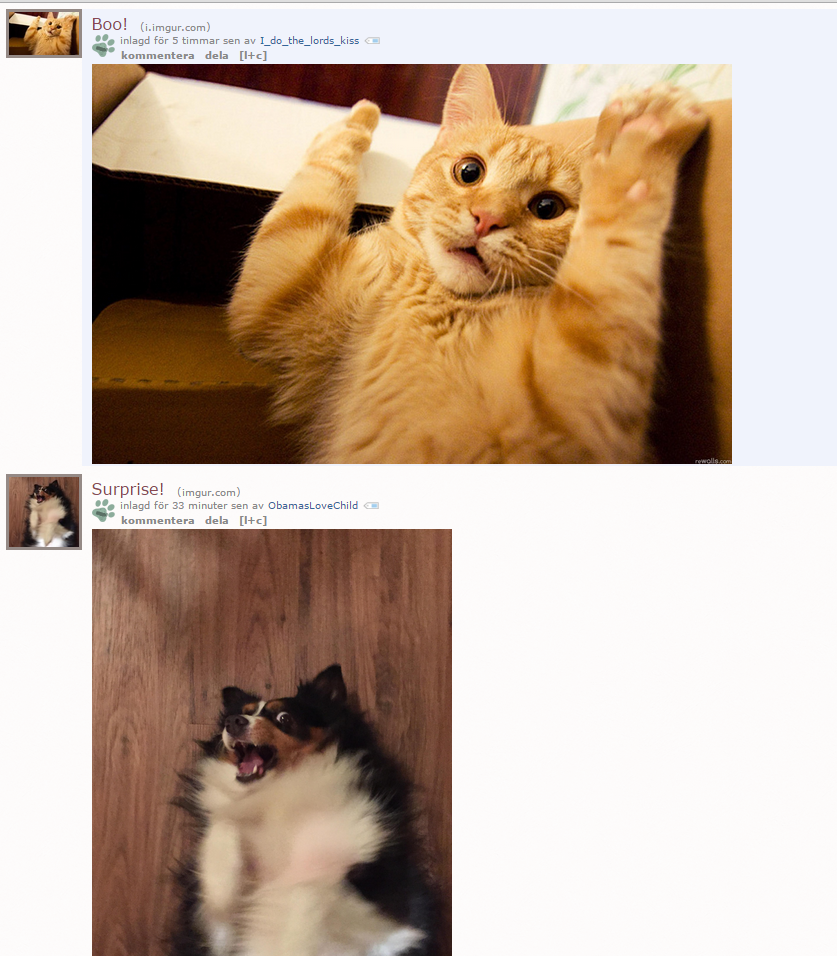 Boo! (i.imgur.com)
inlagd för 5 timmar sen av I_do_the_lords_kiss
kommentera dela [l+c]
rewalls.com
Surprise! (imgur.com)
inlagd för 33 minuter sen av ObamasLoveChild
kommentera dela [l+c]